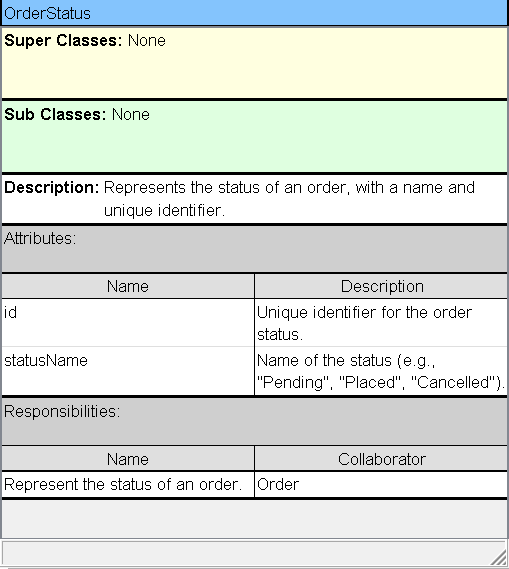 OrderStatus
Super Classes: None
Sub Classes: None
Description: Represents the status of an order, with a name and
unique identifier.
Attributes:
Name Description
id Unique identifier for the order
status.
statusName Name of the status (e.g.,
"Pending", "Placed", "Cancelled").
Responsibilities:
Name Collaborator
Represent the status of an order. Order